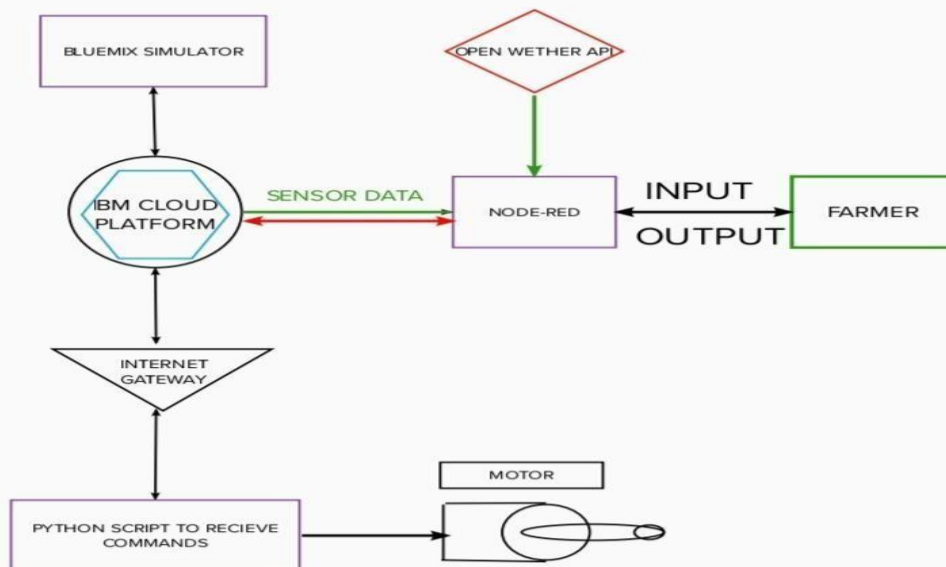 BLUEMIX SIMULATOR
OPEN WETHER API
IBM CLOUD
PLATFORM
SENSOR DATA
NODE-RED
INPUT
OUTPUT
FARMER
INTERNET
GATEWAY
MOTOR
PYTHON SCRIPT TO RECIEVE
COMMANDS